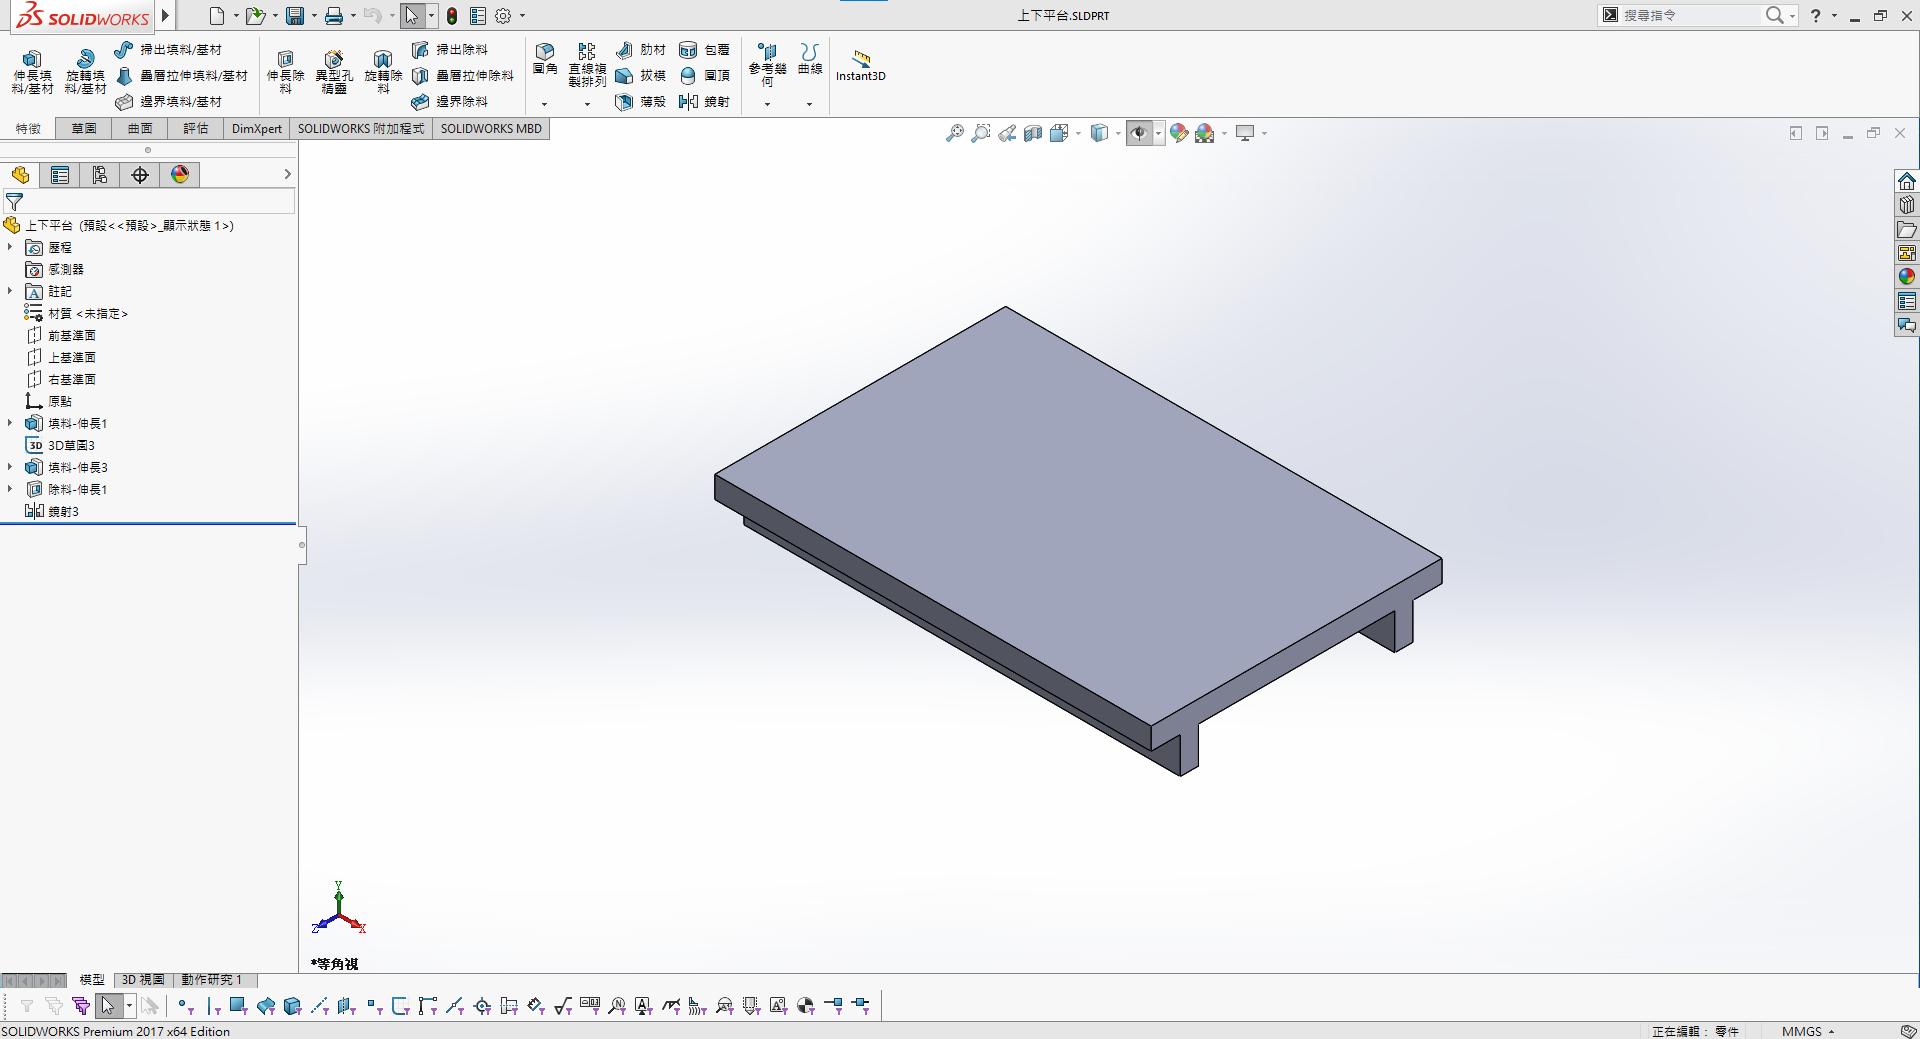 SOLIDWORKS
上下平台.SLDPRT
搜尋指令
伸長填料/基材
旋轉填料/基材
掃出填料/基材
疊層拉伸填料/基材
邊界填料/基材
伸長除料
異型孔精靈
旋轉除料
掃出除料
疊層拉伸除料
邊界除料
圓角
直線複製排列
肋材
拔模
薄殼
包覆
圓頂
鏡射
參考幾何
曲線
Instant3D
特徵
草圖
曲面
評估
DimXpert
SOLIDWORKS 附加程式
SOLIDWORKS MBD
上下平台 (預設<<預設>_顯示狀態 1>)
歷程
感測器
註記
材質 <未指定>
前基準面
上基準面
右基準面
原點
填料-伸長1
3D草圖3
填料-伸長3
除料-伸長1
鏡射3
Y
Z
X
*等角視
模型
3D 視圖
動作研究 1
SOLIDWORKS Premium 2017 x64 Edition
正在編輯： 零件
MMGS